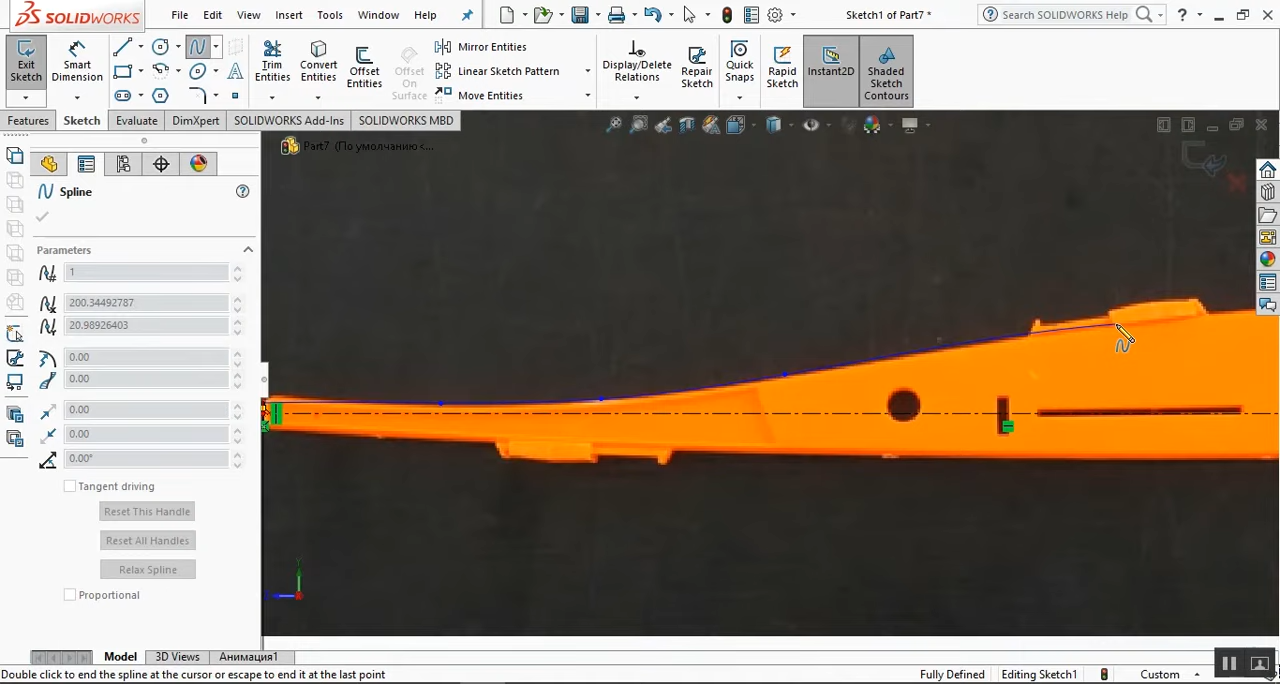 SOLIDWORKS
File Edit View Insert Tools Window Help
Sketch1 of Part7 *
Search SOLIDWORKS Help
Exit Sketch
Smart Dimension
Trim Entities
Convert Entities
Offset Entities
Offset On Surface
Mirror Entities
Linear Sketch Pattern
Move Entities
Display/Delete Relations
Repair Sketch
Quick Snaps
Rapid Sketch
Instant2D
Shaded Sketch Contours
Features Sketch Evaluate DimXpert SOLIDWORKS Add-Ins SOLIDWORKS MBD
Part7 (По умолчанию <...
Spline
Parameters
1
200.34492787
20.98926403
0.00
0.00
0.00
0.00
0.00°
Tangent driving
Reset This Handle
Reset All Handles
Relax Spline
Proportional
Y
Model 3D Views Анимация1
Double click to end the spline at the cursor or escape to end it at the last point
Fully Defined Editing Sketch1 Custom